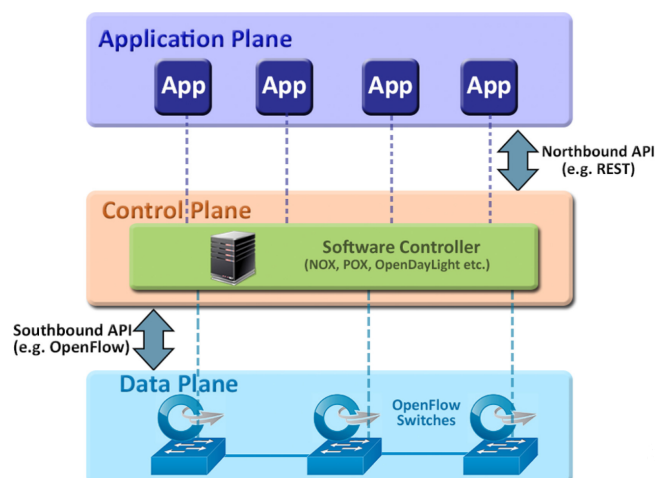 Application Plane
App
App
App
App
Northbound API
(e.g. REST)
Control Plane
Software Controller
(NOX, POX, OpenDayLight etc.)
Southbound API
(e.g. OpenFlow)
Data Plane
OpenFlow
Switches